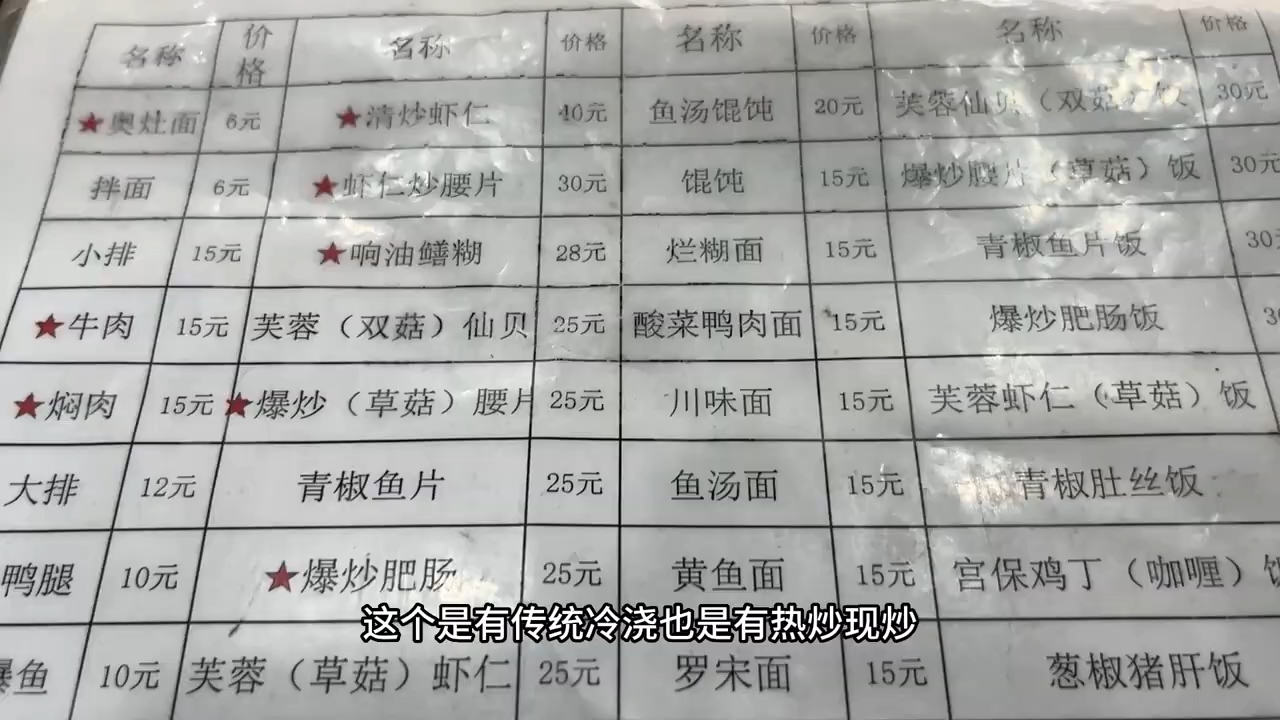 名称 价格 名称 价格 名称 价格 名称 价格
★奥灶面 6元 ★清炒虾仁 40元 鱼汤馄饨 20元 芙蓉仙贝（双菇）饭 30元
拌面 6元 ★虾仁炒腰片 30元 馄饨 15元 爆炒腰片（草菇）饭 30元
小排 15元 ★响油鳝糊 28元 烂糊面 15元 青椒鱼片饭 30元
★牛肉 15元 芙蓉（双菇）仙贝 25元 酸菜鸭肉面 15元 爆炒肥肠饭
★焖肉 15元 ★爆炒（草菇）腰片 25元 川味面 15元 芙蓉虾仁（草菇）饭
大排 12元 青椒鱼片 25元 鱼汤面 15元 青椒肚丝饭
鸭腿 10元 ★爆炒肥肠 25元 黄鱼面 15元 宫保鸡丁（咖喱）饭
爆鱼 10元 芙蓉（草菇）虾仁 25元 罗宋面 15元 葱椒猪肝饭
这个是有传统冷浇也是有热炒现炒